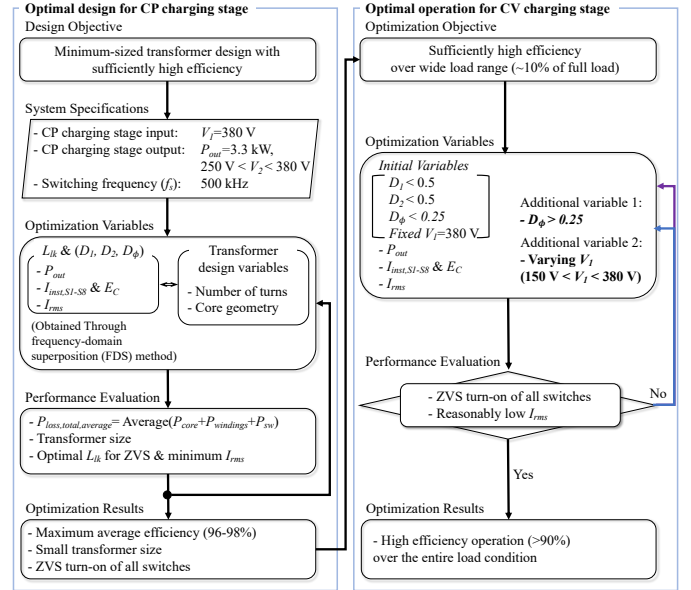 Optimal design for CP charging stage
Design Objective
Minimum-sized transformer design with
sufficiently high efficiency
System Specifications
- CP charging stage input: V1=380 V
- CP charging stage output: Pout=3.3 kW,
250 V < V2 < 380 V
- Switching frequency (fs): 500 kHz
Optimization Variables
Llk & (D1, D2, Dϕ)
- Pout
- Iinst,S1-S8 & EC
- Irms
(Obtained Through
frequency-domain
superposition (FDS) method)
Transformer
design variables
- Number of turns
- Core geometry
Performance Evaluation
- Ploss,total,average= Average(Pcore+Pwindings+Psw)
- Transformer size
- Optimal Llk for ZVS & minimum Irms
Optimization Results
- Maximum average efficiency (96-98%)
- Small transformer size
- ZVS turn-on of all switches
Optimal operation for CV charging stage
Optimization Objective
Sufficiently high efficiency
over wide load range (~10% of full load)
Optimization Variables
Initial Variables
D1 < 0.5
D2 < 0.5
Dϕ < 0.25
Fixed V1=380 V
- Pout
- Iinst,S1-S8 & EC
- Irms
Additional variable 1:
- Dϕ > 0.25
Additional variable 2:
- Varying V1
(150 V < V1 < 380 V)
Performance Evaluation
- ZVS turn-on of all switches
- Reasonably low Irms
No
Yes
Optimization Results
- High efficiency operation (>90%)
over the entire load condition